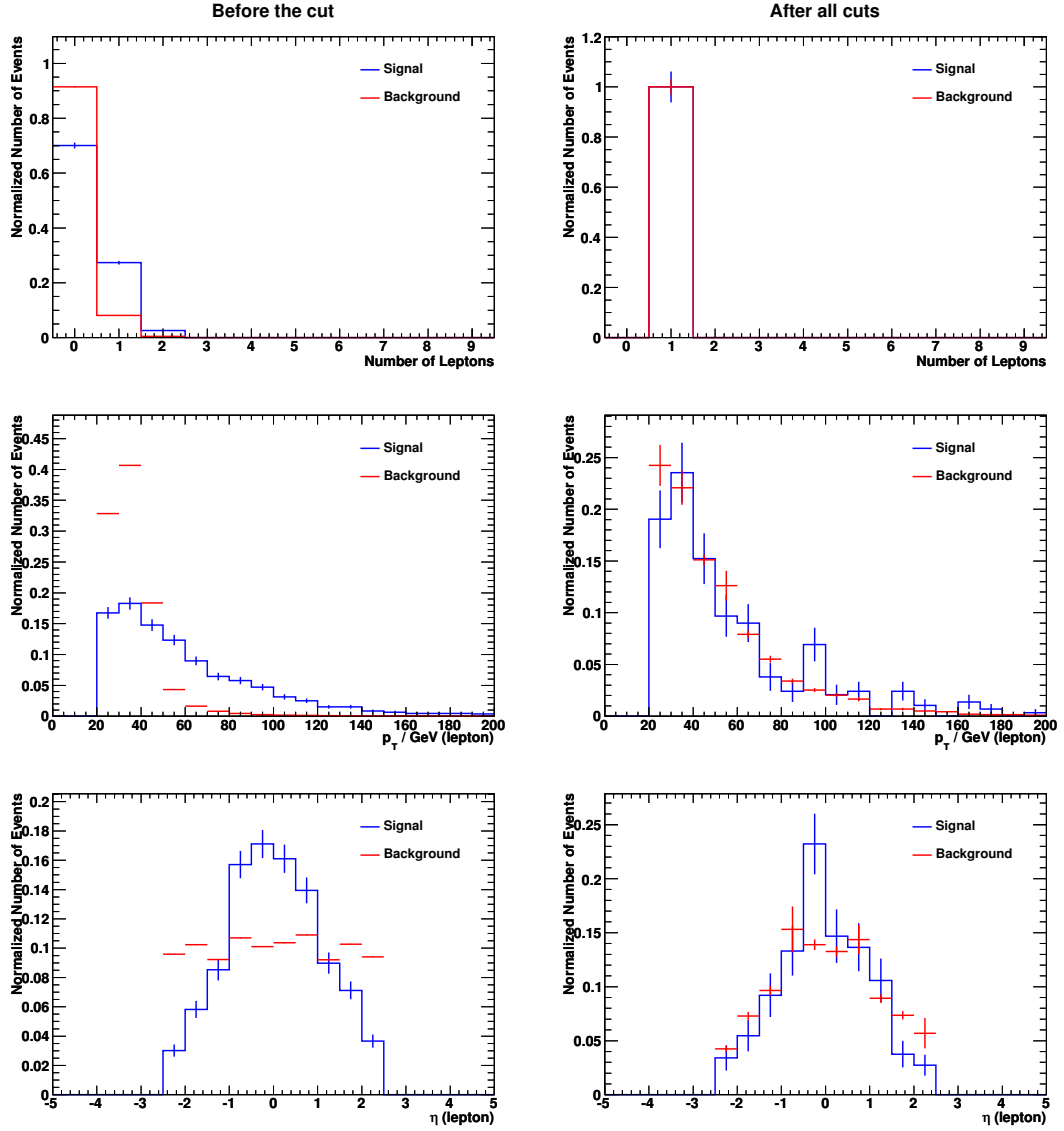 Before the cut
After all cuts
Normalized Number of Events
1
0.8
0.6
0.4
0.2
0
Signal
Background
0 1 2 3 4 5 6 7 8 9
Number of Leptons
Normalized Number of Events
1.2
1
0.8
0.6
0.4
0.2
0
Signal
Background
0 1 2 3 4 5 6 7 8 9
Number of Leptons
Normalized Number of Events
0.45
0.4
0.35
0.3
0.25
0.2
0.15
0.1
0.05
0
Signal
Background
0 20 40 60 80 100 120 140 160 180 200
p_T / GeV (lepton)
Normalized Number of Events
0.25
0.2
0.15
0.1
0.05
0
Signal
Background
0 20 40 60 80 100 120 140 160 180 200
p_T / GeV (lepton)
Normalized Number of Events
0.2
0.18
0.16
0.14
0.12
0.1
0.08
0.06
0.04
0.02
0
Signal
Background
-5 -4 -3 -2 -1 0 1 2 3 4 5
η (lepton)
Normalized Number of Events
0.25
0.2
0.15
0.1
0.05
0
Signal
Background
-5 -4 -3 -2 -1 0 1 2 3 4 5
η (lepton)